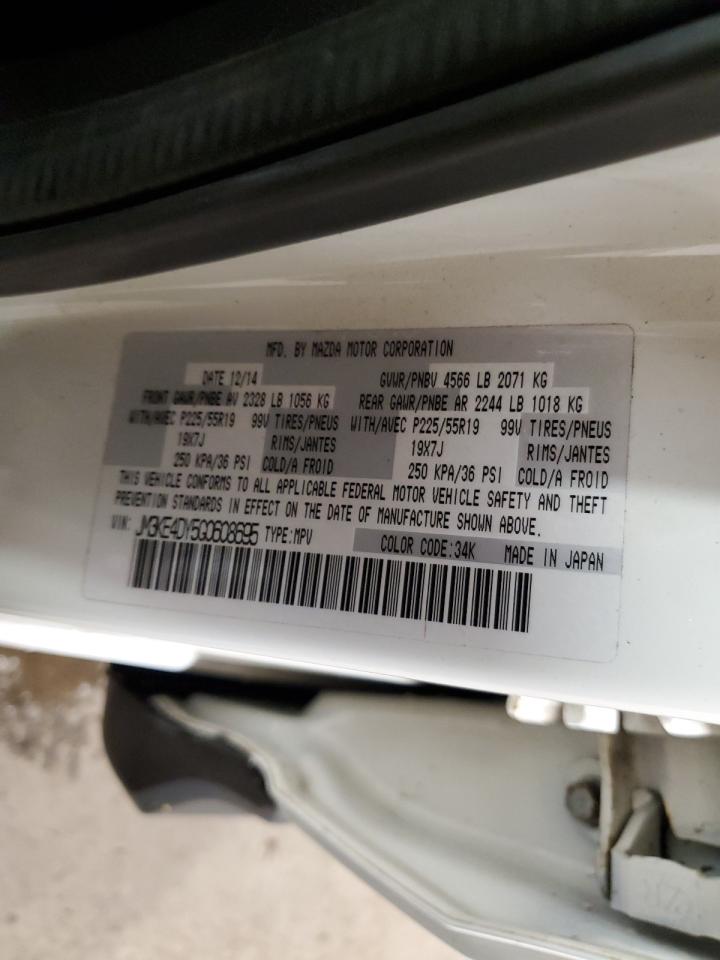 MFD. BY MAZDA MOTOR CORPORATION
DATE 12/14 GVWR/PNBV 4566 LB 2071 KG
FRONT GAWR/PNBE AV 2328 LB 1056 KG REAR GAWR/PNBE AR 2244 LB 1018 KG
WITH/AVEC P225/55R19 99V TIRES/PNEUS WITH/AVEC P225/55R19 99V TIRES/PNEUS
19X7J RIMS/JANTES 19X7J RIMS/JANTES
250 KPA/36 PSI COLD/A FROID 250 KPA/36 PSI COLD/A FROID
THIS VEHICLE CONFORMS TO ALL APPLICABLE FEDERAL MOTOR VEHICLE SAFETY AND THEFT
PREVENTION STANDARDS IN EFFECT ON THE DATE OF MANUFACTURE SHOWN ABOVE.
VIN: JM3KE4DY5G0608695 TYPE:MPV COLOR CODE:34K MADE IN JAPAN